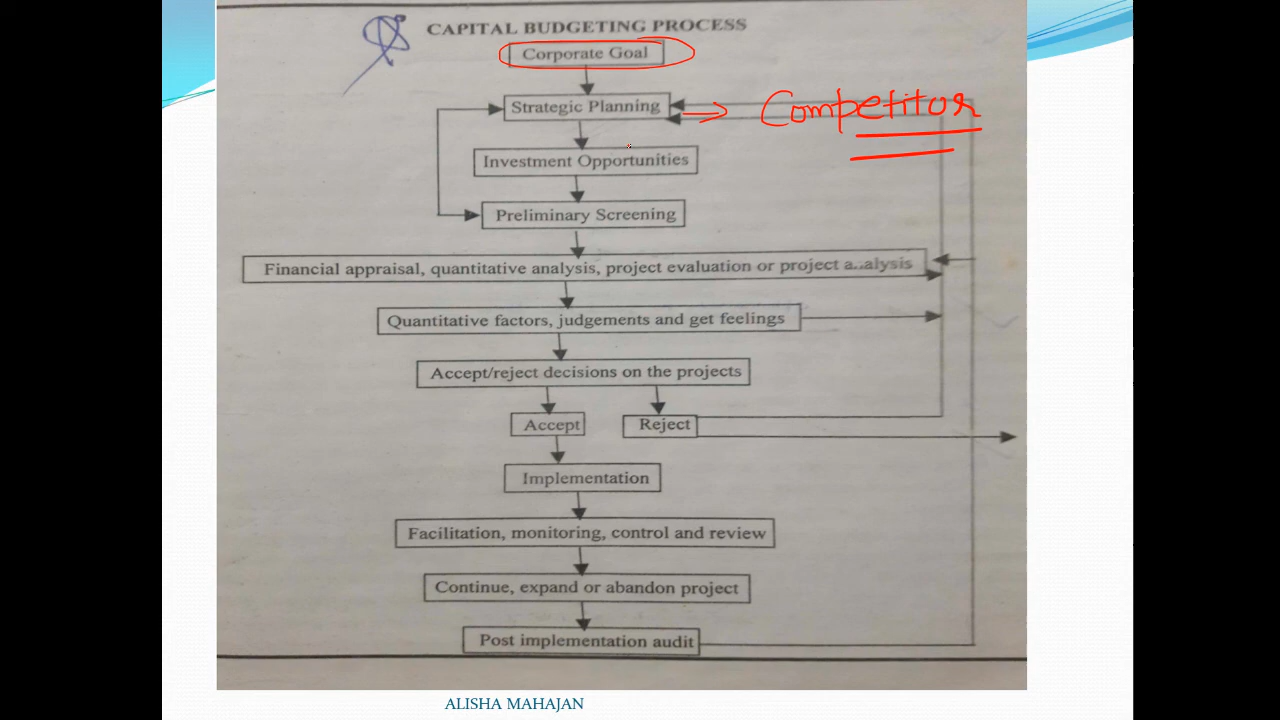 CAPITAL BUDGETING PROCESS
Corporate Goal
Strategic Planning
Competitor
Investment Opportunities
Preliminary Screening
Financial appraisal, quantitative analysis, project evaluation or project analysis
Quantitative factors, judgements and get feelings
Accept/reject decisions on the projects
Accept Reject
Implementation
Facilitation, monitoring, control and review
Continue, expand or abandon project
Post implementation audit
ALISHA MAHAJAN